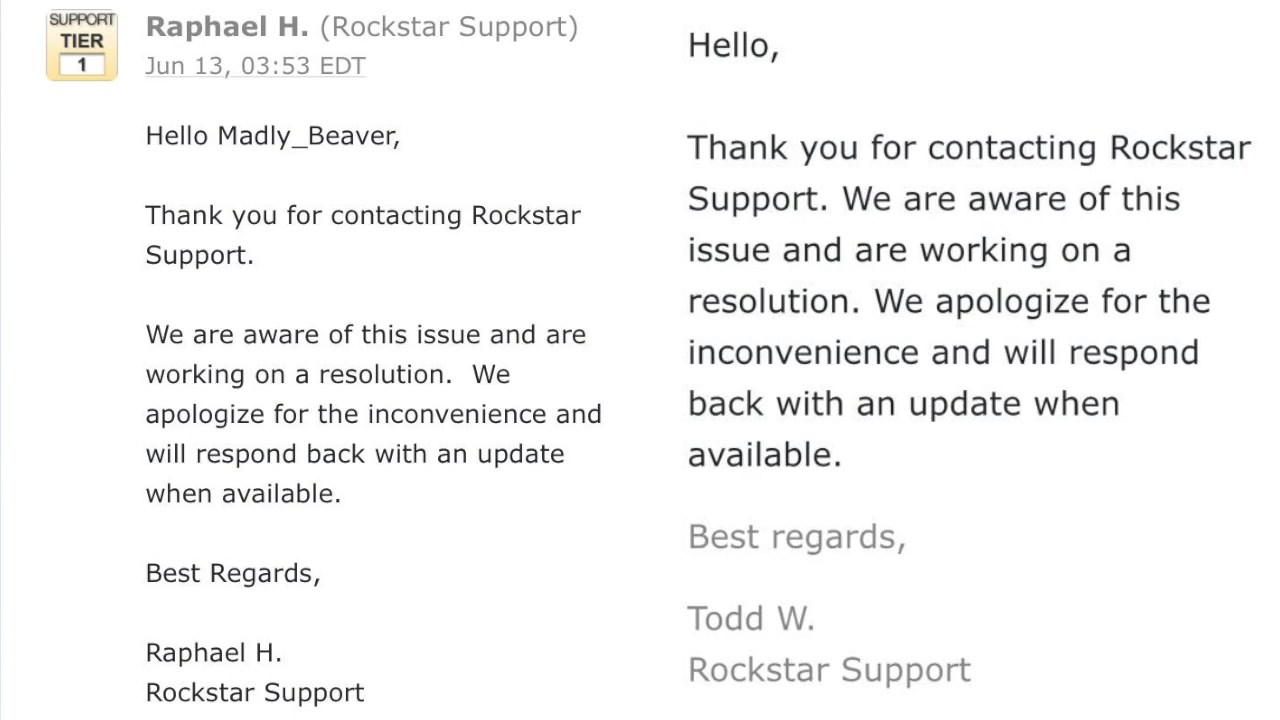 SUPPORT
TIER
1
Raphael H. (Rockstar Support)
Jun 13, 03:53 EDT
Hello Madly_Beaver,
Thank you for contacting Rockstar
Support.
We are aware of this issue and are
working on a resolution.  We
apologize for the inconvenience and
will respond back with an update
when available.
Best Regards,
Raphael H.
Rockstar Support
Hello,
Thank you for contacting Rockstar
Support. We are aware of this
issue and are working on a
resolution. We apologize for the
inconvenience and will respond
back with an update when
available.
Best regards,
Todd W.
Rockstar Support